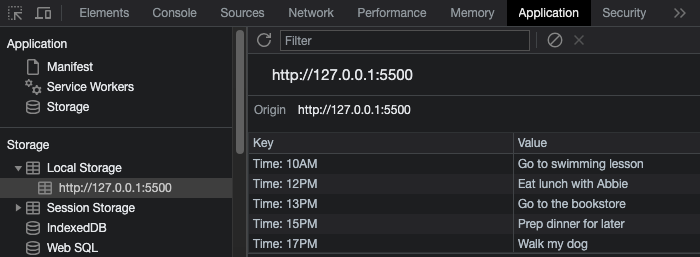 Elements Console Sources Network Performance Memory Application Security
Application
Manifest
Service Workers
Storage
Storage
Local Storage
http://127.0.0.1:5500
Session Storage
IndexedDB
Web SQL
Filter
http://127.0.0.1:5500
Origin http://127.0.0.1:5500
Key Value
Time: 10AM Go to swimming lesson
Time: 12PM Eat lunch with Abbie
Time: 13PM Go to the bookstore
Time: 15PM Prep dinner for later
Time: 17PM Walk my dog